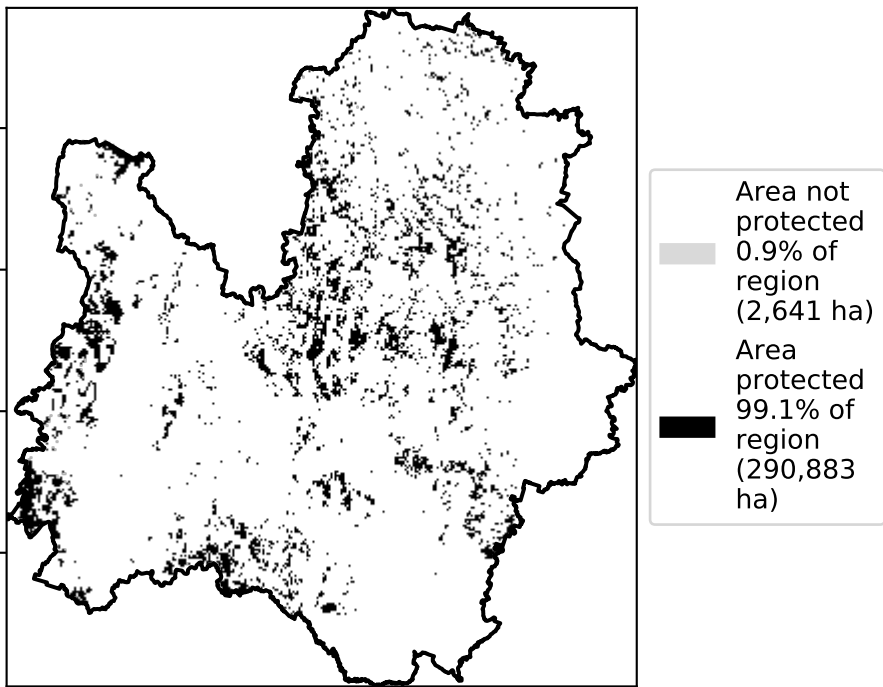 Area not
protected
0.9% of
region
(2,641 ha)
Area
protected
99.1% of
region
(290,883
ha)